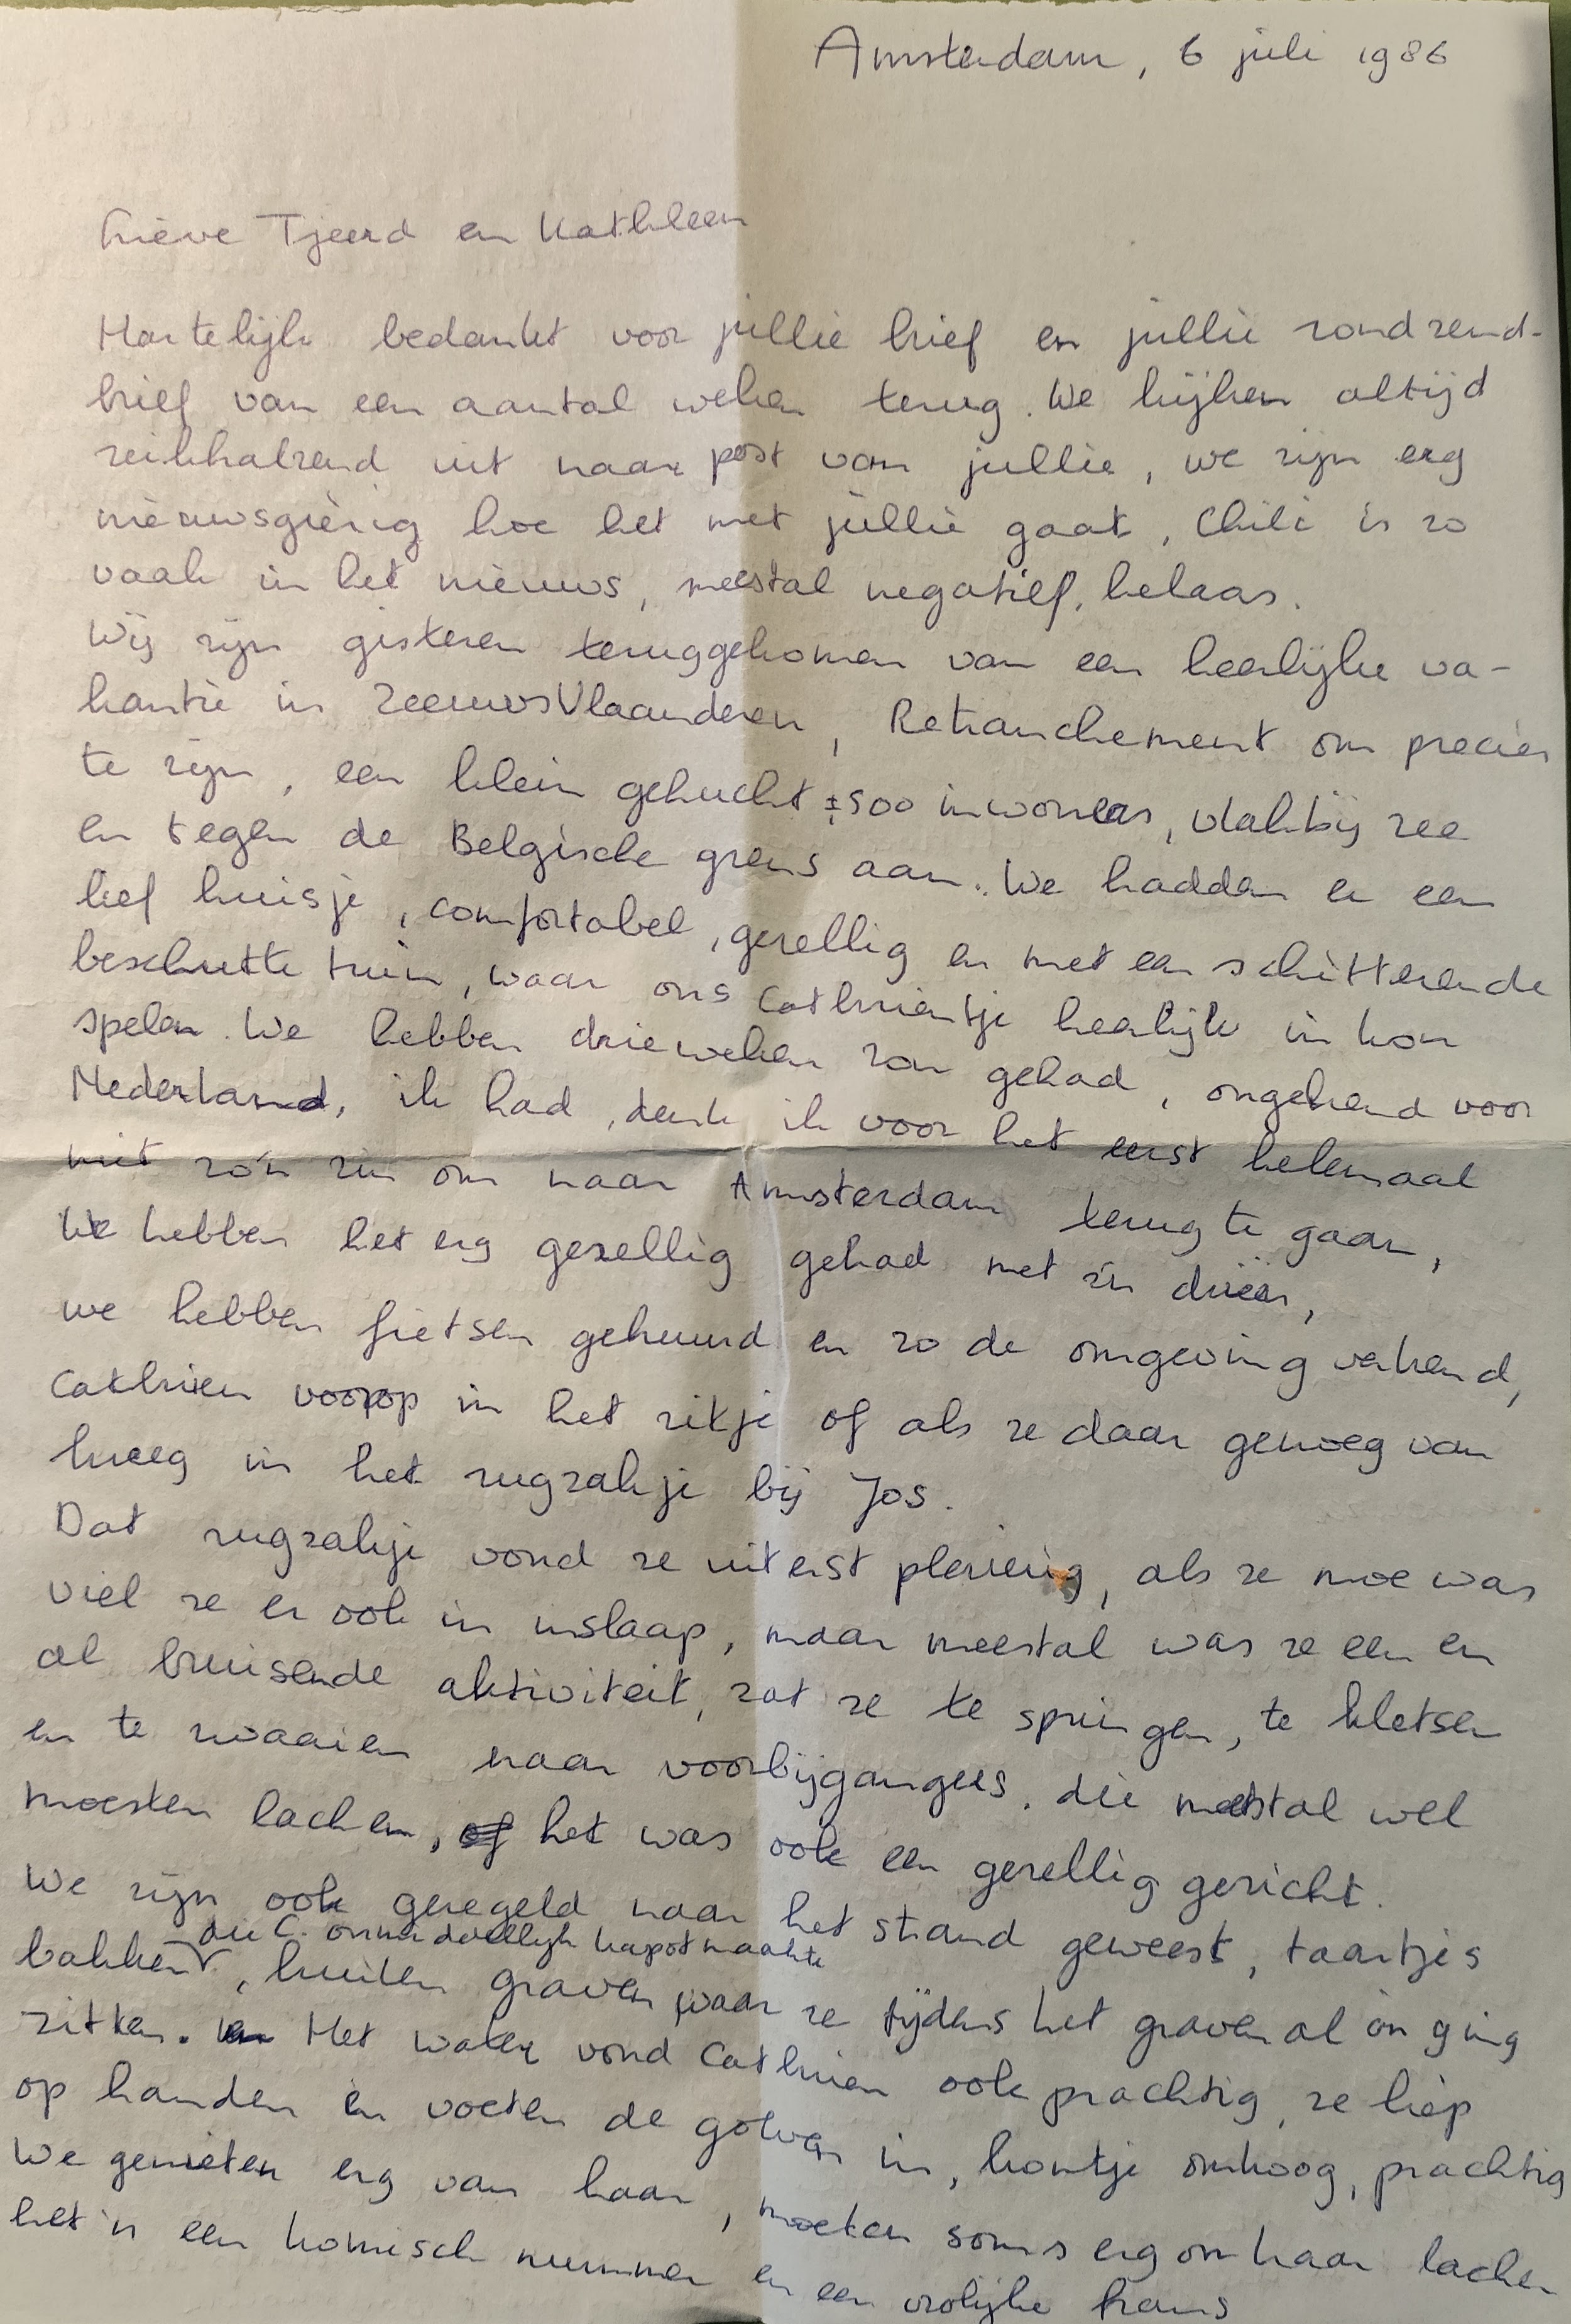 Amsterdam, 6 juli 1986
Lieve Tjeerd en Kathleen
Hartelijk bedankt voor jullie brief en jullie rondzend-
brief van een aantal weken terug. We kijken altijd
reikhalzend uit naar post van jullie, we zijn erg
nieuwsgierig hoe het met jullie gaat, Chili is zo
vaak in het nieuws, meestal negatief, helaas.
Wij zijn gisteren teruggekomen van een heerlijke va-
kantie in ZeeuwsVlaanderen, Retranchement om precies
te zijn, een klein gehucht ± 500 inwoners, vlakbij zee
en tegen de Belgische grens aan. We hadden er een
lief huisje, comfortabel, gezellig en met een schitterende
beschutte tuin, waar ons Cathrientje heerlijk in kon
spelen. We hebben drie weken zon gehad, ongekend voor
Nederland, ik had, denk ik voor het eerst helemaal
niet zo'n zin om naar Amsterdam terug te gaan,
We hebben het erg gezellig gehad met z'n drieën,
we hebben fietsen gehuurd en zo de omgeving verkend,
Cathrien voorop in het zitje of als ze daar genoeg van
kreeg in het rugzakje bij Jos.
Dat rugzakje vond ze uiterst plezierig, als ze moe was
viel ze er ook in inslaap, maar meestal was ze een en
al bruisende aktiviteit, zat ze te springen, te kletsen
en te zwaaien naar voorbijgangers, die meestal wel
moesten lachen, of het was ook een gezellig gezicht.
We zijn ook geregeld naar het strand geweest, taartjes
die C. onmiddellijk kapot maakte
bakken, kuilen graven waar ze tijdens het graven al in ging
zitten. Het water vond Cathrien ook prachtig, ze liep
op handen en voeten de golven in, kontje omhoog, prachtig
We genieten erg van haar, moeten soms erg om haar lachen
het is een komisch nummer en een vrolijke frans